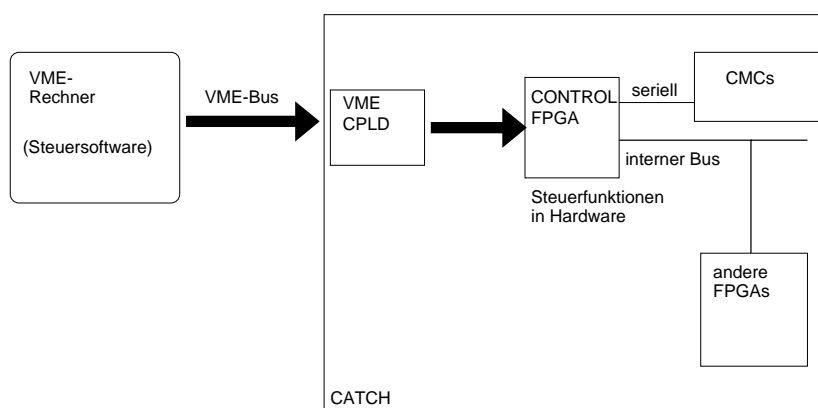 VME-
Rechner
(Steuersoftware)
VME-Bus
VME
CPLD
CONTROL
FPGA
seriell
CMCs
interner Bus
Steuerfunktionen
in Hardware
andere
FPGAs
CATCH